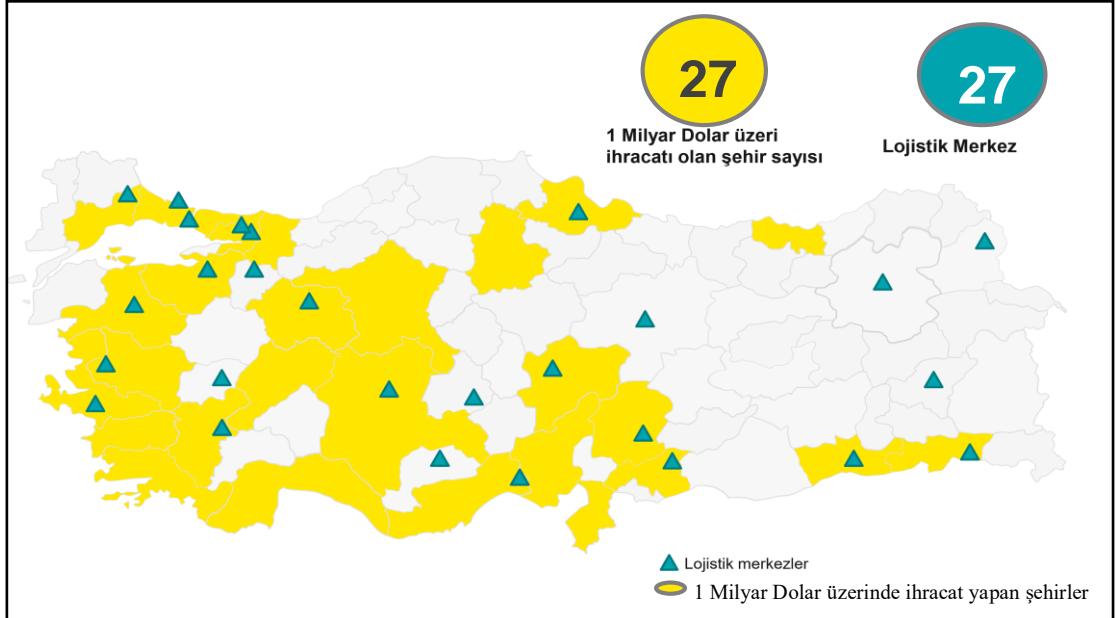 27
1 Milyar Dolar üzeri
ihracatı olan şehir sayısı
27
Lojistik Merkez
Lojistik merkezler
1 Milyar Dolar üzerinde ihracat yapan şehirler